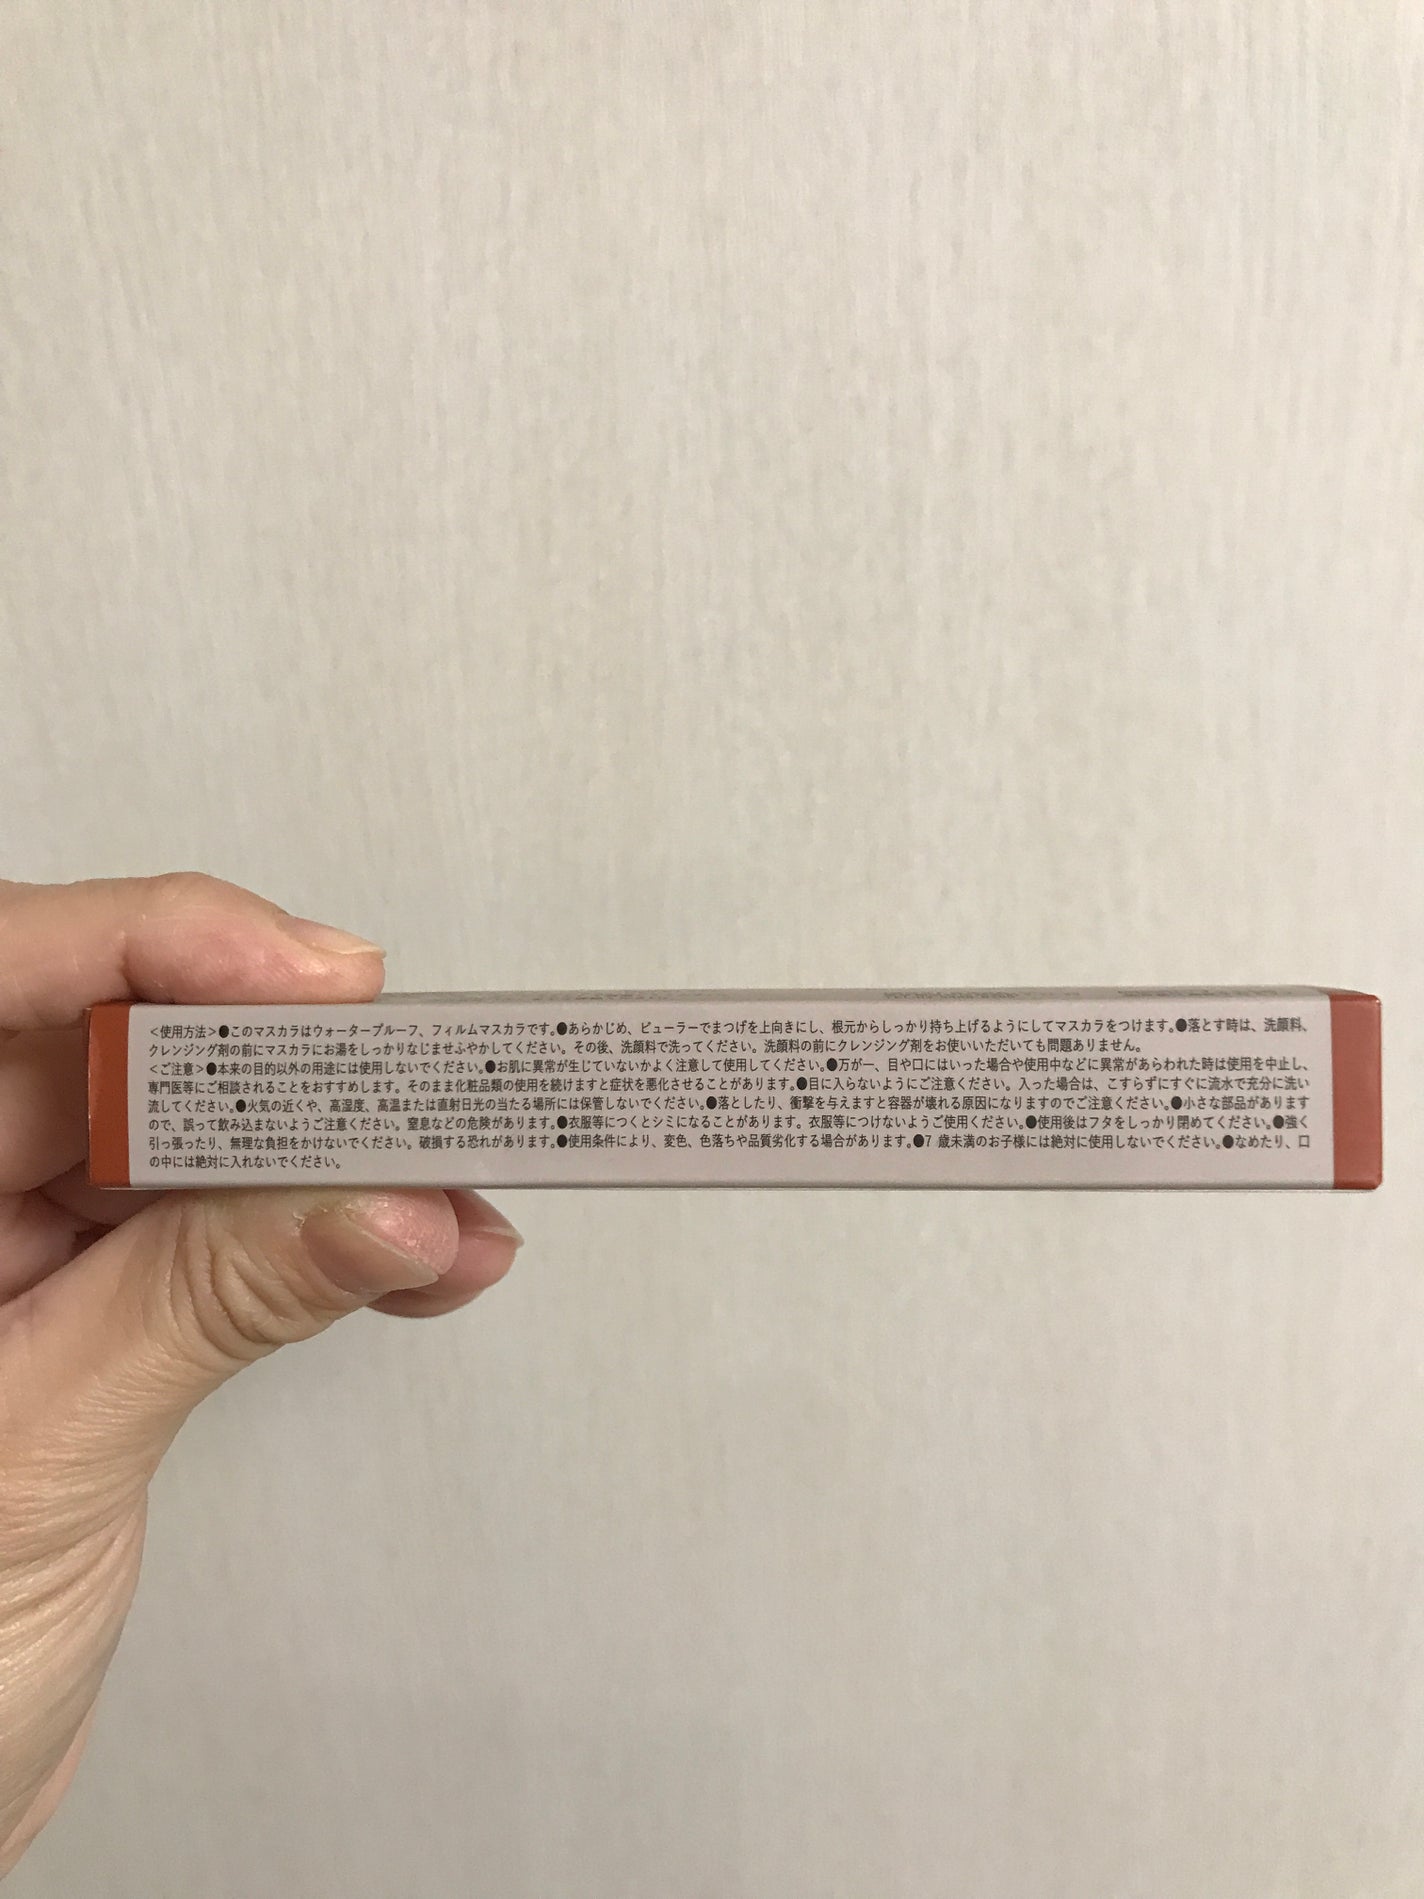 <使用方法>●このマスカラはウォータープルーフ、フィルムマスカラです。●あらかじめ、ビューラーでまつげを上向きにし、根元からしっかり持ち上げるようにしてマスカラをつけます。●落とす時は、洗顔料、
クレンジング剤の前にマスカラにお湯をしっかりなじませふやかしてください。その後、洗顔料で洗ってください。洗顔料の前にクレンジング剤をお使いいただいても問題ありません。
<ご注意>●本来の目的以外の用途には使用しないでください。●お肌に異常が生じていないかよく注意して使用してください。●万が一、目や口にはいった場合や使用中などに異常があらわれた時は使用を中止し、
専門医等にご相談されることをおすすめします。そのまま化粧品類の使用を続けますと症状を悪化させることがあります。●目に入らないようにご注意ください。入った場合は、こすらずにすぐに流水で充分に洗い
流してください。●火気の近くや、高湿度、高温または直射日光の当たる場所には保管しないでください。●落としたり、衝撃を与えますと容器が壊れる原因になりますのでご注意ください。●小さな部品があります
ので、誤って飲み込まないようご注意ください。窒息などの危険があります。●衣服等につくとシミになることがあります。衣服等につけないようご使用ください。●使用後はフタをしっかり閉めてください。●強く
引っ張ったり、無理な負担をかけないでください。破損する恐れがあります。●使用条件により、変色、色落ちや品質劣化する場合があります。●7 歳未満のお子様には絶対に使用しないでください。●なめたり、口
の中には絶対に入れないでください。